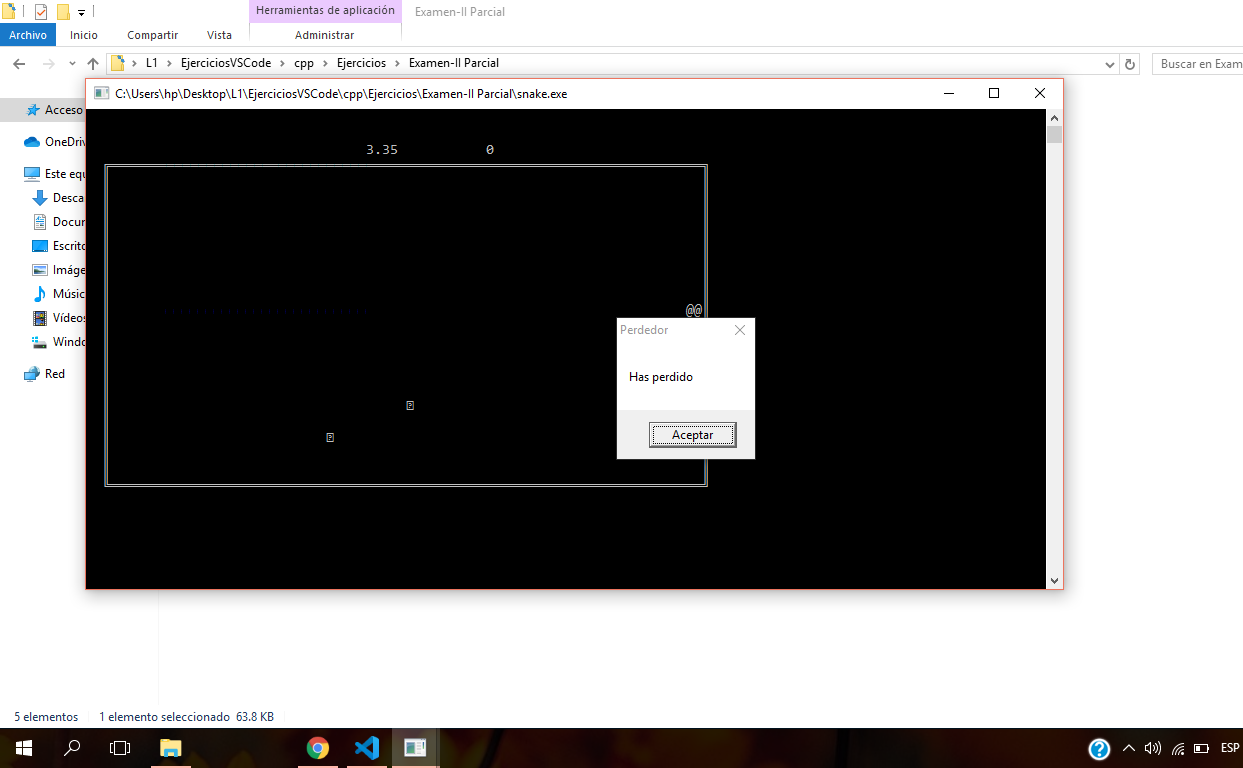 Herramientas de aplicación
Examen-II Parcial
Archivo
Inicio
Compartir
Vista
Administrar
L1 > EjerciciosVSCode > cpp > Ejercicios > Examen-II Parcial
Buscar en Exam
C:\Users\hp\Desktop\L1\EjerciciosVSCode\cpp\Ejercicios\Examen-II Parcial\snake.exe
Acceso
OneDriv
Este equ
Desca
Docur
Escrito
Imáge
Músic
Vídeos
Windo
Red
3.35 0
@@
Perdedor
Has perdido
Aceptar
5 elementos
1 elemento seleccionado 63.8 KB
ESP